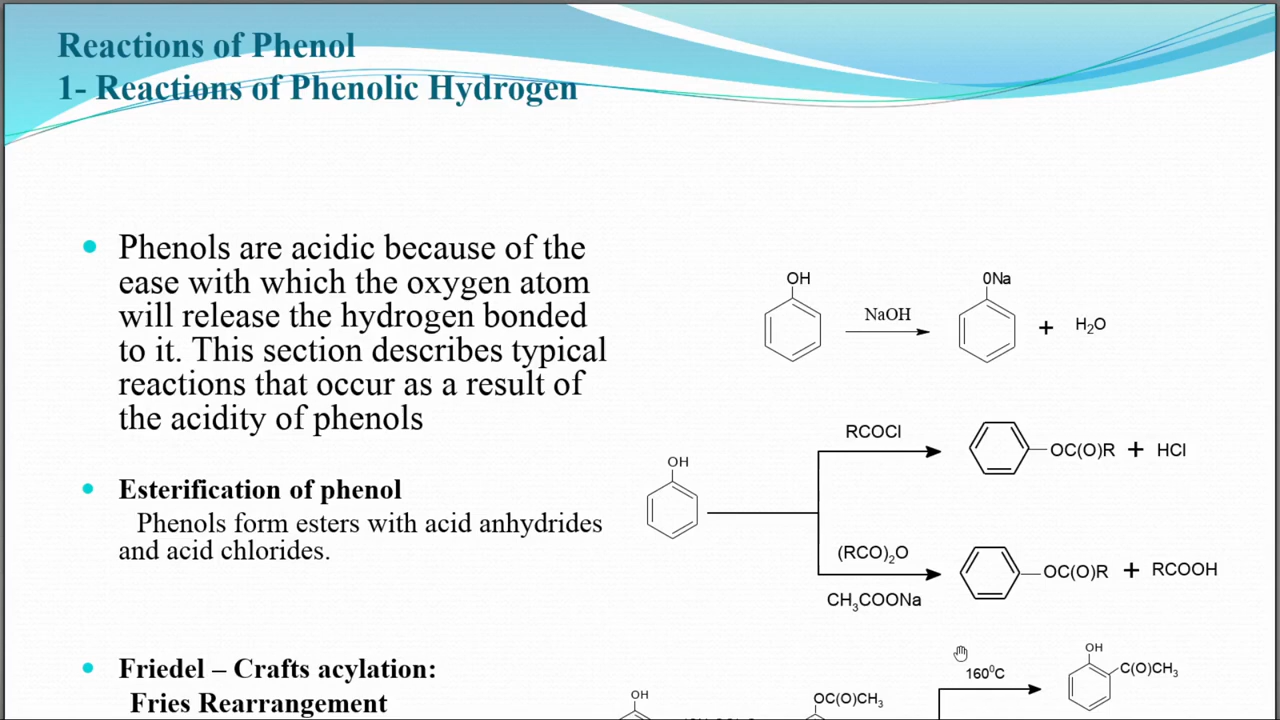 Reactions of Phenol
1- Reactions of Phenolic Hydrogen
Phenols are acidic because of the
ease with which the oxygen atom
will release the hydrogen bonded
to it. This section describes typical
reactions that occur as a result of
the acidity of phenols
OH
NaOH
0Na
+ H₂O
Esterification of phenol
Phenols form esters with acid anhydrides
and acid chlorides.
OH
RCOCl
OC(O)R + HCl
(RCO)₂O
CH₃COONa
OC(O)R + RCOOH
Friedel – Crafts acylation:
Fries Rearrangement
OH
OC(O)CH₃
160⁰C
OH
C(O)CH₃